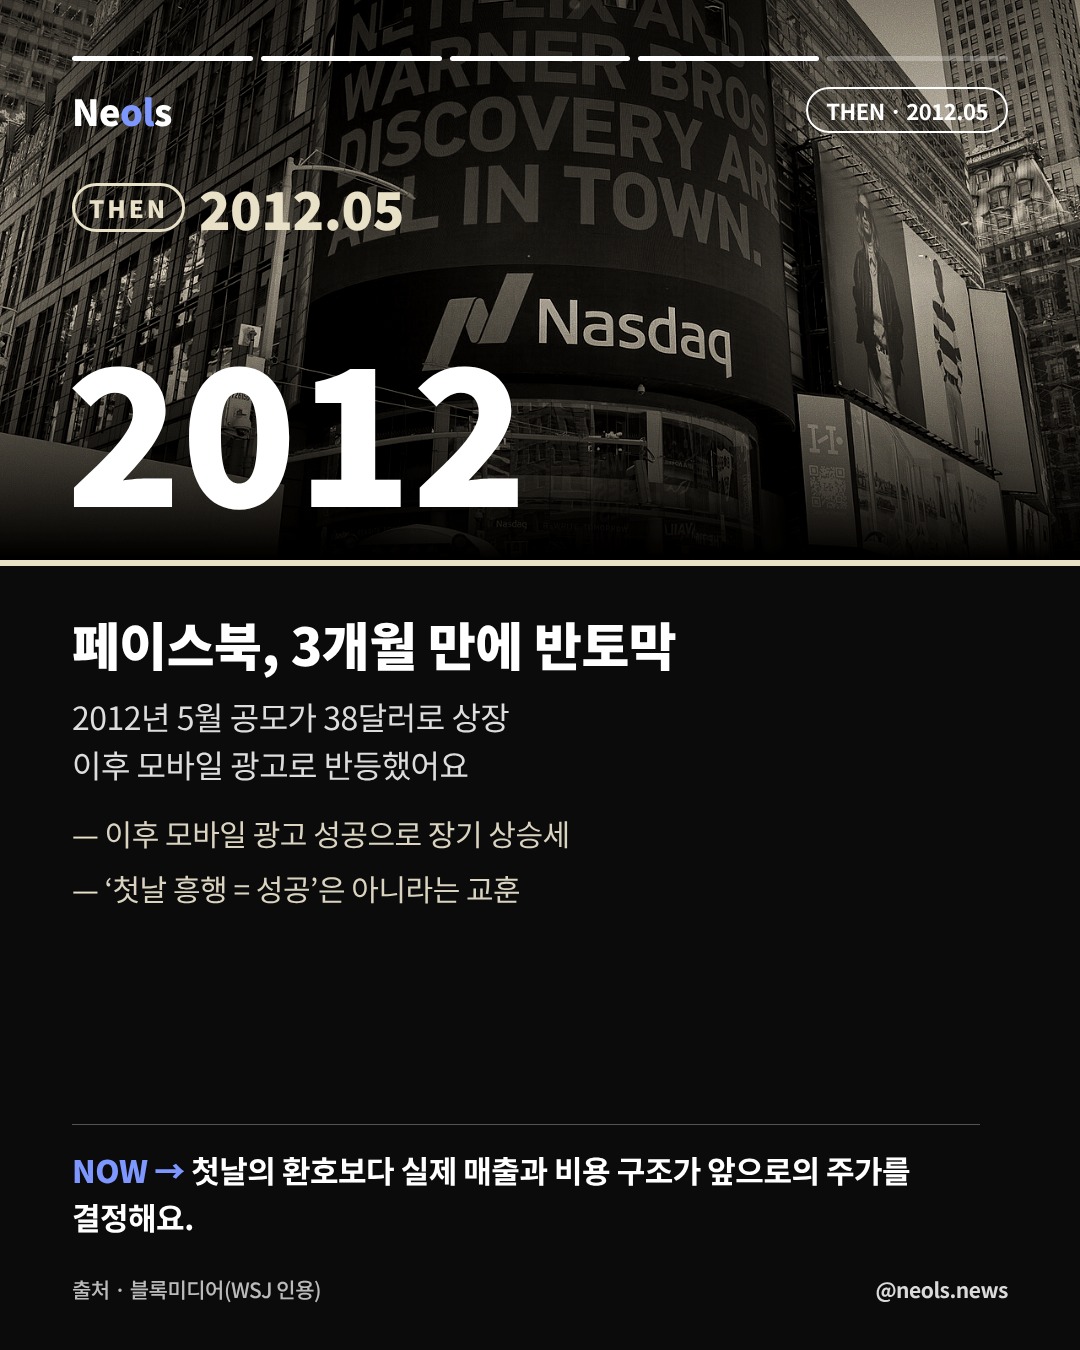 NETFLIX AND
WARNER BROS
DISCOVERY ARE
ALL IN TOWN.
Neols
THEN · 2012.05
THEN 2012.05
Nasdaq
2012
Nasdaq
페이스북, 3개월 만에 반토막
2012년 5월 공모가 38달러로 상장
이후 모바일 광고로 반등했어요
— 이후 모바일 광고 성공으로 장기 상승세
— ‘첫날 흥행 = 성공’은 아니라는 교훈
NOW → 첫날의 환호보다 실제 매출과 비용 구조가 앞으로의 주가를
결정해요.
출처 · 블록미디어(WSJ 인용)
@neols.news